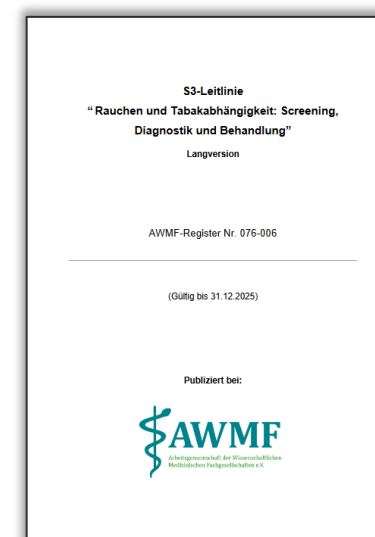 S3-Leitlinie
“ Rauchen und Tabakabhängigkeit: Screening,
Diagnostik und Behandlung”
Langversion
AWMF-Register Nr. 076-006
(Gültig bis 31.12.2025)
Publiziert bei:
AWMF
Arbeitsgemeinschaft der Wissenschaftlichen
Medizinischen Fachgesellschaften e.V.